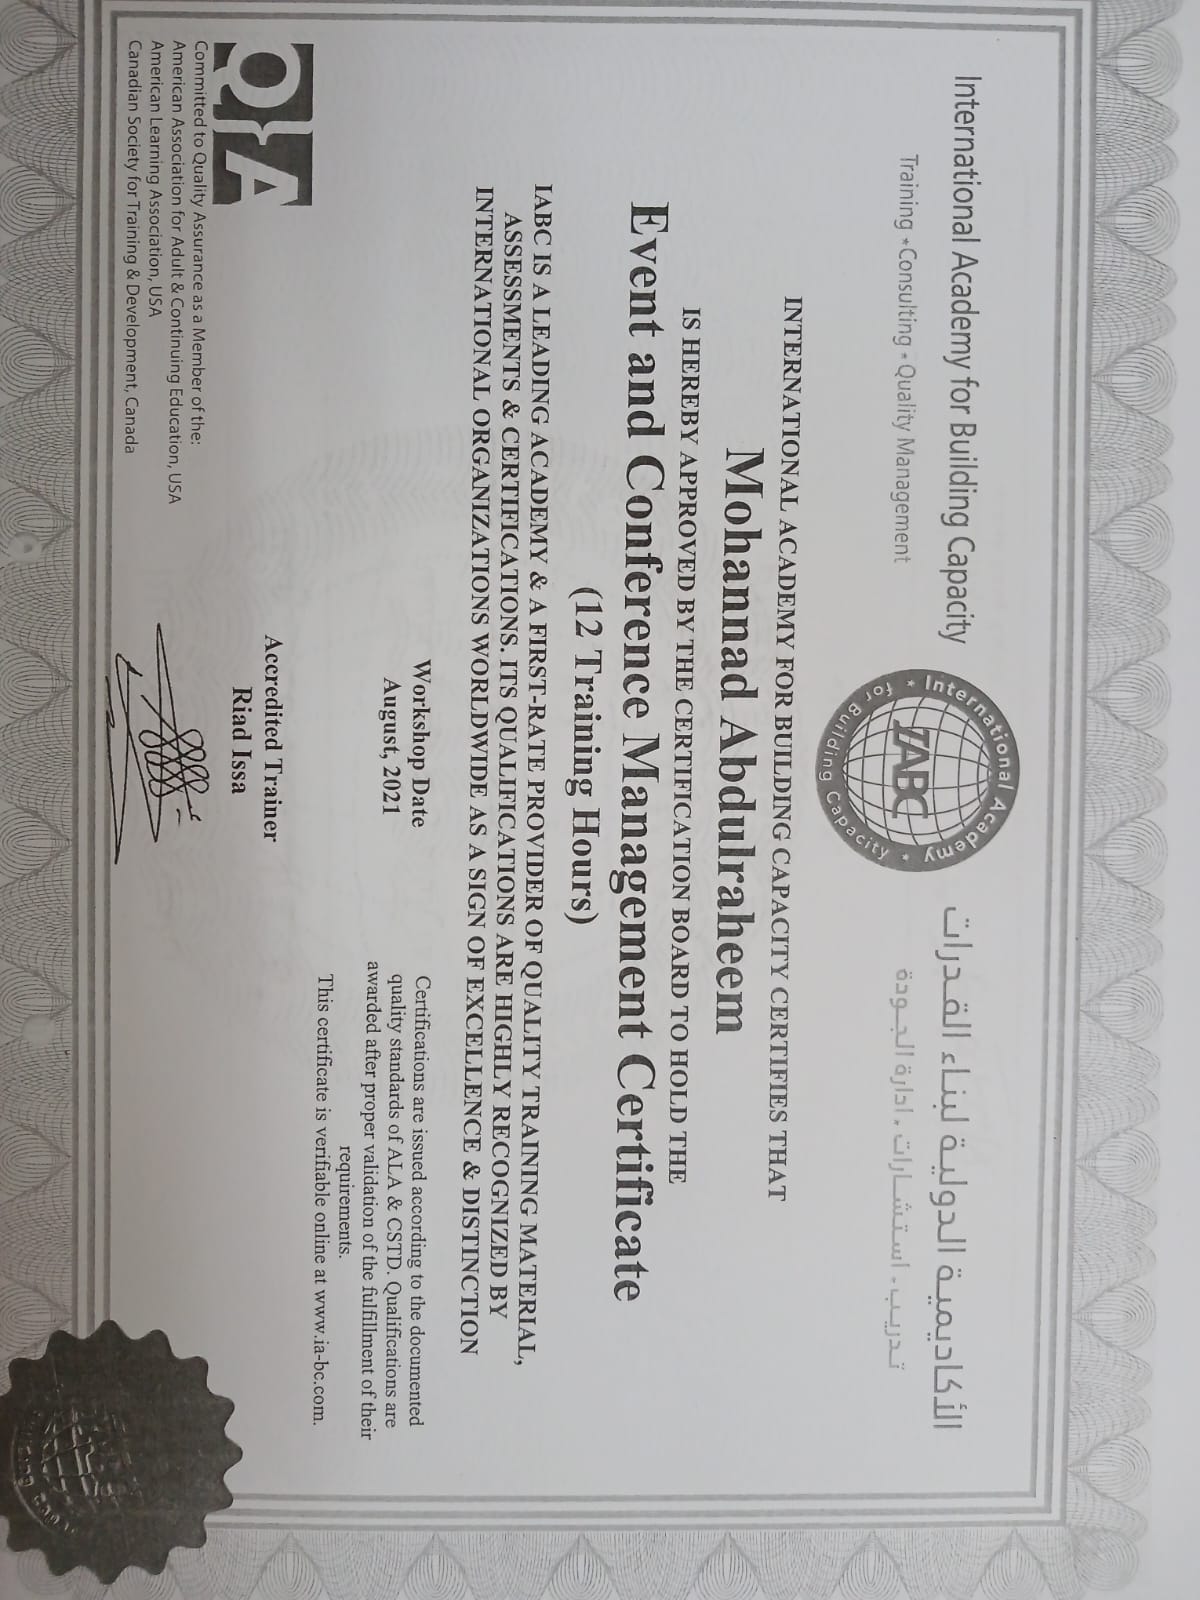 International Academy for Building Capacity
Training * Consulting * Quality Management
International Academy * for Building Capacity *
IABC
الأكاديمية الدولية لبناء القدرات
تدريب - استشارات - ادارة الجودة
INTERNATIONAL ACADEMY FOR BUILDING CAPACITY CERTIFIES THAT
Mohannad Abdulraheem
IS HEREBY APPROVED BY THE CERTIFICATION BOARD TO HOLD THE
Event and Conference Management Certificate
(12 Training Hours)
IABC IS A LEADING ACADEMY & A FIRST-RATE PROVIDER OF QUALITY TRAINING MATERIAL,
ASSESSMENTS & CERTIFICATIONS. ITS QUALIFICATIONS ARE HIGHLY RECOGNIZED BY
INTERNATIONAL ORGANIZATIONS WORLDWIDE AS A SIGN OF EXCELLENCE & DISTINCTION
Workshop Date
August, 2021
Certifications are issued according to the documented
quality standards of ALA & CSTD. Qualifications are
awarded after proper validation of the fulfillment of their
requirements.
This certificate is verifiable online at www.ia-bc.com.
Accredited Trainer
Riad Issa
QA
Committed to Quality Assurance as a Member of the:
American Association for Adult & Continuing Education, USA
American Learning Association, USA
Canadian Society for Training & Development, Canada